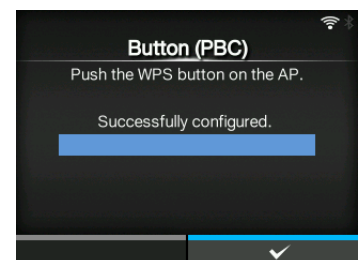 Button (PBC)
Push the WPS button on the AP.
Successfully configured.